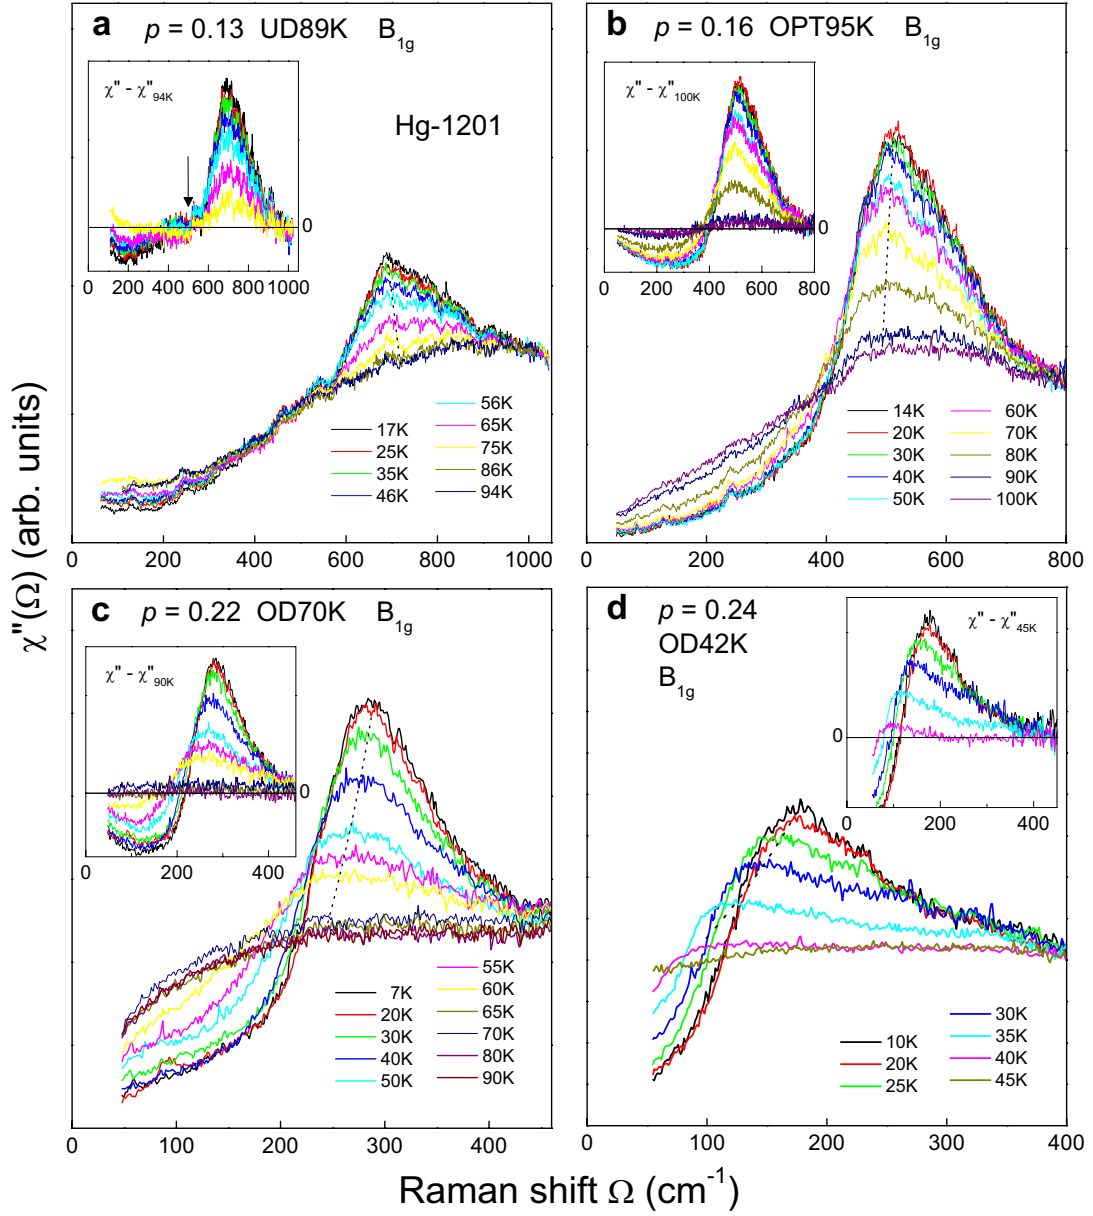 a p = 0.13 UD89K B1g
χ" - χ"94K
0
0 200 400 600 800 1000
Hg-1201
17K
25K
35K
46K
56K
65K
75K
86K
94K
0 200 400 600 800 1000
b p = 0.16 OPT95K B1g
χ" - χ"100K
0
0 200 400 600 800
14K
20K
30K
40K
50K
60K
70K
80K
90K
100K
0 200 400 600 800
χ"(Ω) (arb. units)
c p = 0.22 OD70K B1g
χ" - χ"90K
0
0 200 400
7K
20K
30K
40K
50K
55K
60K
65K
70K
80K
90K
0 100 200 300 400
d p = 0.24
OD42K
B1g
χ" - χ"45K
0
0 200 400
10K
20K
25K
30K
35K
40K
45K
0 100 200 300 400
Raman shift Ω (cm-1)